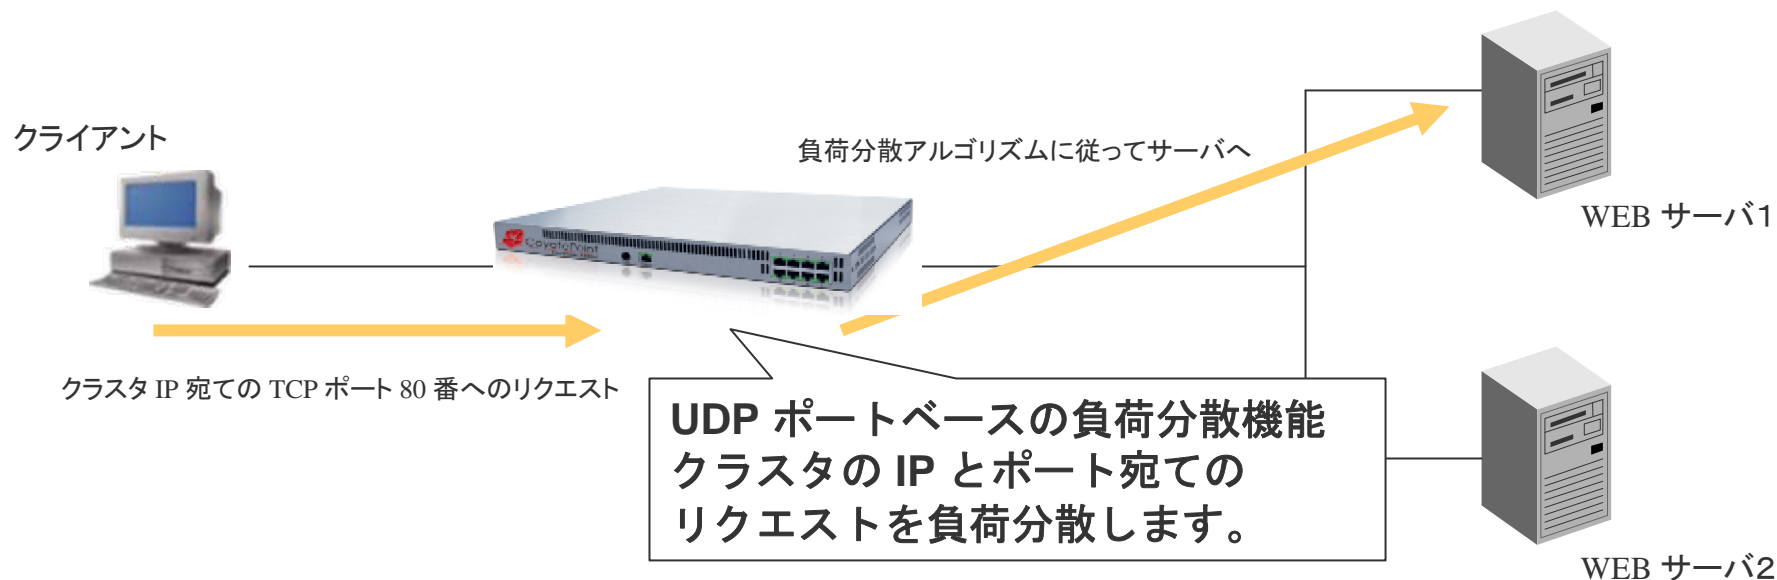 クライアント
負荷分散アルゴリズムに従ってサーバへ
WEB サーバ1
CoyotePoint
クラスタ IP 宛ての TCP ポート 80 番へのリクエスト
UDP ポートベースの負荷分散機能
クラスタの IP とポート宛ての
リクエストを負荷分散します。
WEB サーバ2